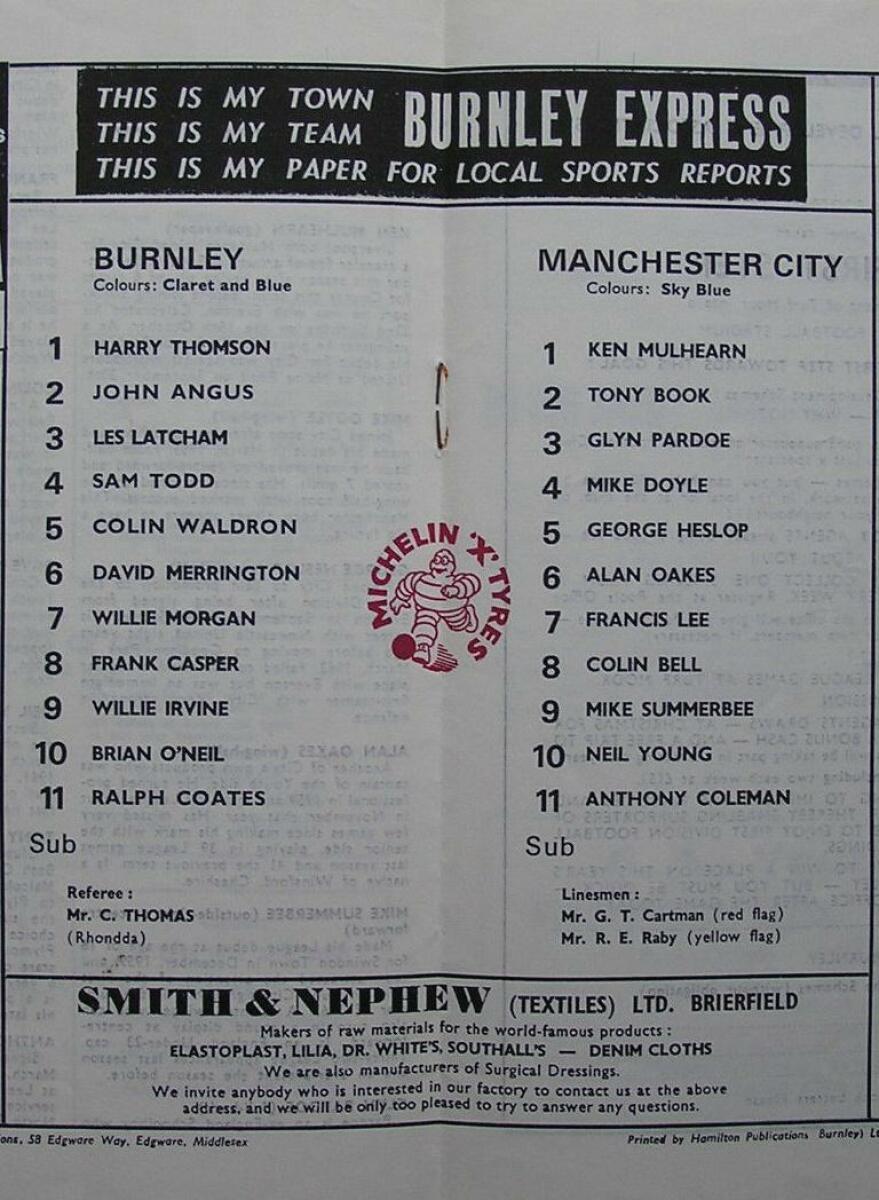 THIS IS MY TOWN
THIS IS MY TEAM
BURNLEY EXPRESS
THIS IS MY PAPER FOR LOCAL SPORTS REPORTS
BURNLEY
Colours: Claret and Blue
1 HARRY THOMSON
2 JOHN ANGUS
3 LES LATCHAM
4 SAM TODD
5 COLIN WALDRON
6 DAVID MERRINGTON
7 WILLIE MORGAN
8 FRANK CASPER
9 WILLIE IRVINE
10 BRIAN O'NEIL
11 RALPH COATES
Sub
Referee :
Mr. C. THOMAS
(Rhondda)
MICHELIN 'X' TYRES
MANCHESTER CITY
Colours: Sky Blue
1 KEN MULHEARN
2 TONY BOOK
3 GLYN PARDOE
4 MIKE DOYLE
5 GEORGE HESLOP
6 ALAN OAKES
7 FRANCIS LEE
8 COLIN BELL
9 MIKE SUMMERBEE
10 NEIL YOUNG
11 ANTHONY COLEMAN
Sub
Linesmen :
Mr. G. T. Cartman (red flag)
Mr. R. E. Raby (yellow flag)
SMITH & NEPHEW (TEXTILES) LTD. BRIERFIELD
Makers of raw materials for the world-famous products :
ELASTOPLAST, LILIA, DR. WHITE'S, SOUTHALL'S — DENIM CLOTHS
We are also manufacturers of Surgical Dressings.
We invite anybody who is interested in our factory to contact us at the above
address, and we will be only too pleased to try to answer any questions.
58 Edgware Way, Edgware, Middlesex
Printed by Hamilton Publications Burnley)